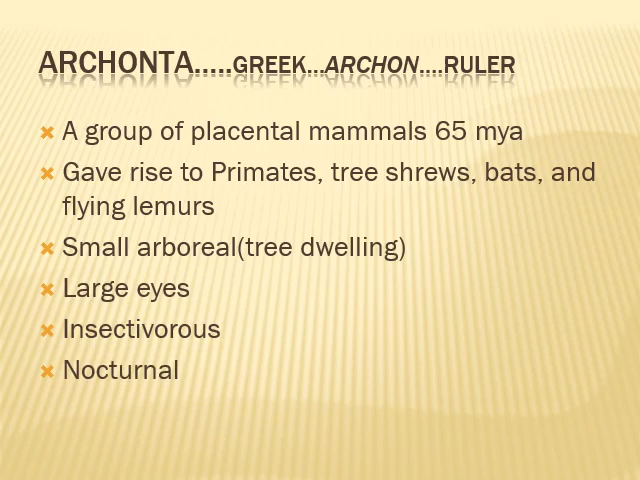 ARCHONTA.....GREEK...ARCHON....RULER
A group of placental mammals 65 mya
Gave rise to Primates, tree shrews, bats, and
flying lemurs
Small arboreal(tree dwelling)
Large eyes
Insectivorous
Nocturnal